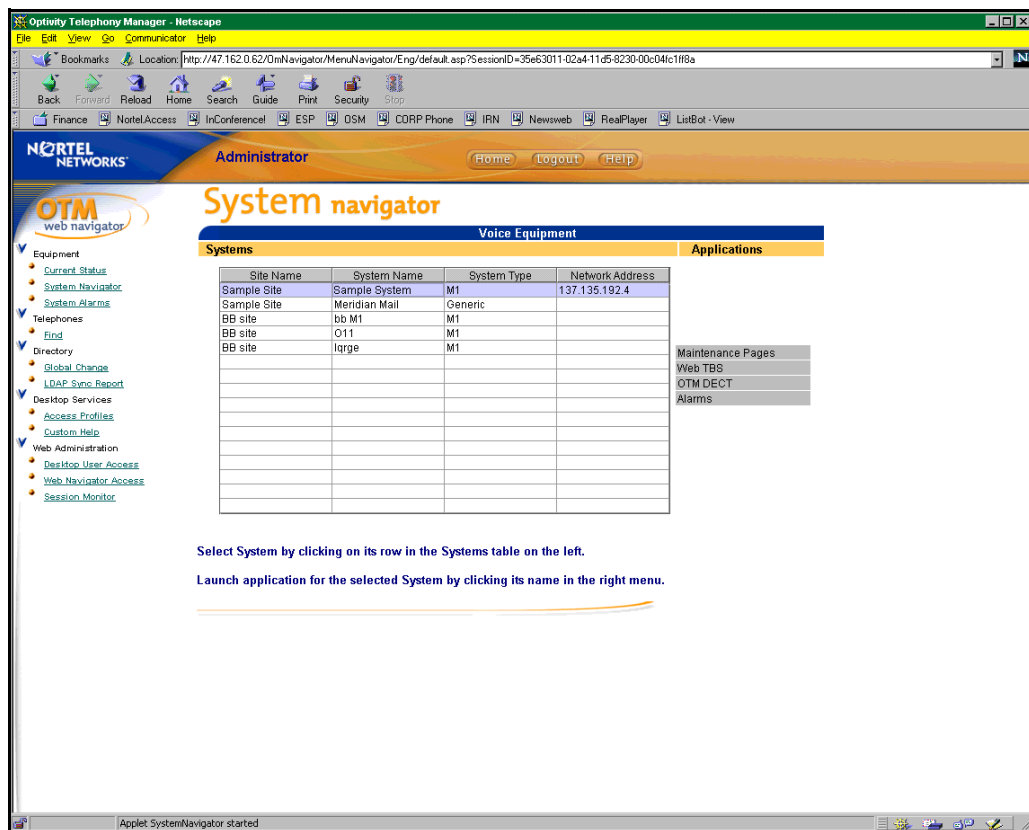 Optivity Telephony Manager - Netscape
File Edit View Go Communicator Help
Bookmarks Location: http://47.162.0.62/OmNavigator/MenuNavigator/Eng/default.asp?SessionID=35e63011-02a4-11d5-8230-00c04fc1ff8a
N
Back Forward Reload Home Search Guide Print Security Stop
Finance Nortel.Access InConference! ESP OSM CORP Phone IRN Newsweb RealPlayer ListBot - View
NORTEL NETWORKS
Administrator
Home Logout Help
OTM
web navigator
System navigator
Voice Equipment
Systems Applications
Equipment
Current Status
System Navigator
System Alarms
Telephones
Find
Directory
Global Change
LDAP Sync Report
Desktop Services
Access Profiles
Custom Help
Web Administration
Desktop User Access
Web Navigator Access
Session Monitor
Site Name System Name System Type Network Address
Sample Site Sample System M1 137.135.192.4
Sample Site Meridian Mail Generic
BB site bb M1 M1
BB site O11 M1
BB site lqrge M1
Maintenance Pages
Web TBS
OTM DECT
Alarms
Select System by clicking on its row in the Systems table on the left.
Launch application for the selected System by clicking its name in the right menu.
Applet SystemNavigator started